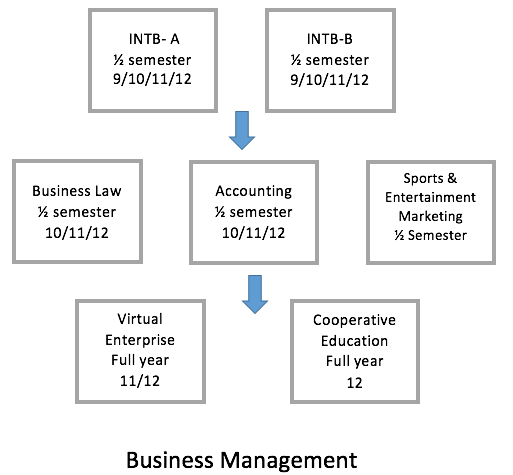 INTB- A
½ semester
9/10/11/12
INTB-B
½ semester
9/10/11/12
Business Law
½ semester
10/11/12
Accounting
½ semester
10/11/12
Sports &
Entertainment
Marketing
½ Semester
Virtual
Enterprise
Full year
11/12
Cooperative
Education
Full year
12
Business Management